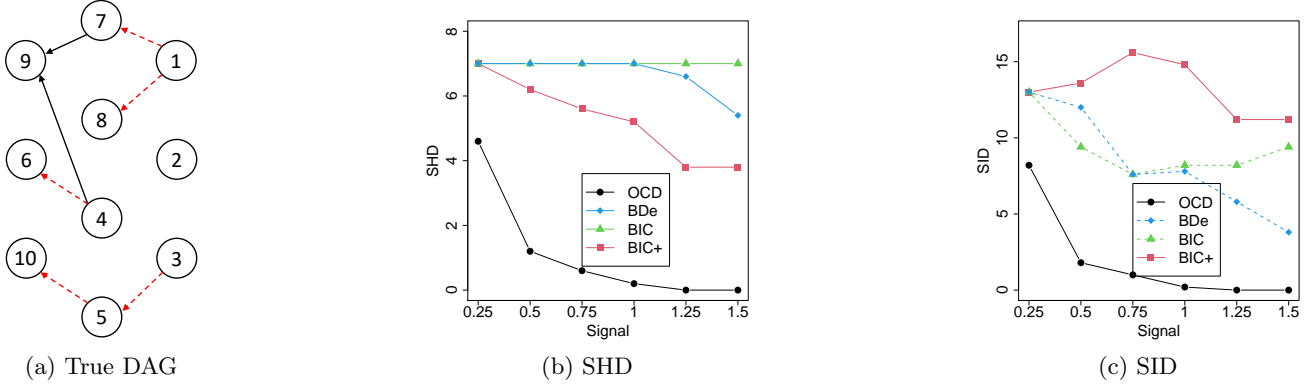 7
9
1
8
6
2
4
10
3
5
(a) True DAG
SHD
8
6
4
2
0
OCD
BDe
BIC
BIC+
0.25 0.5 0.75 1 1.25 1.5
Signal
(b) SHD
SID
15
10
5
0
OCD
BDe
BIC
BIC+
0.25 0.5 0.75 1 1.25 1.5
Signal
(c) SID